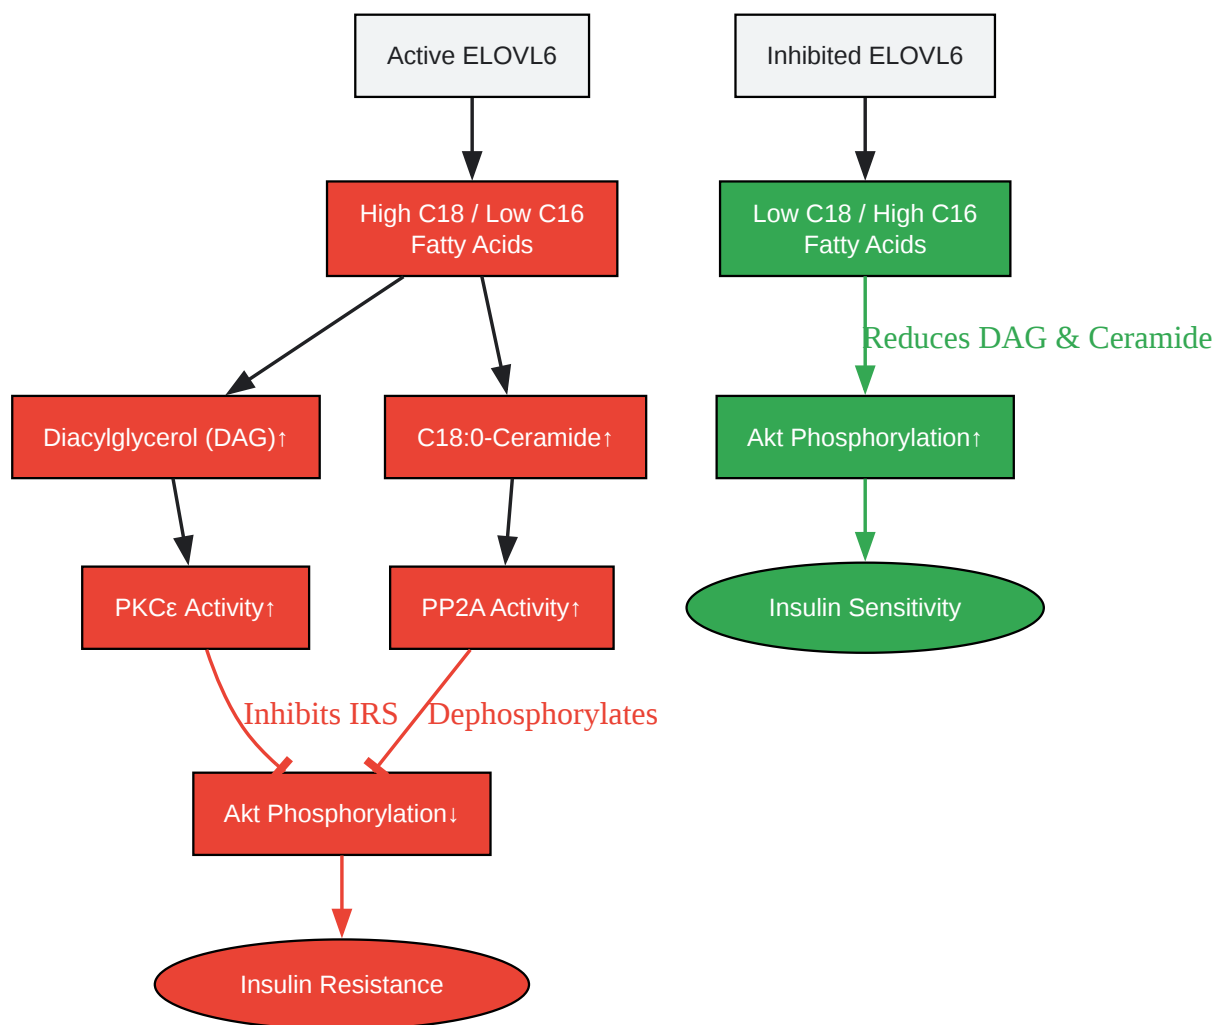 Active ELOVL6
Inhibited ELOVL6
High C18 / Low C16
Fatty Acids
Low C18 / High C16
Fatty Acids
Reduces DAG & Ceramide
Diacylglycerol (DAG)↑
C18:0-Ceramide↑
Akt Phosphorylation↑
PKCε Activity↑
PP2A Activity↑
Insulin Sensitivity
Inhibits IRS
Dephosphorylates
Akt Phosphorylation↓
Insulin Resistance